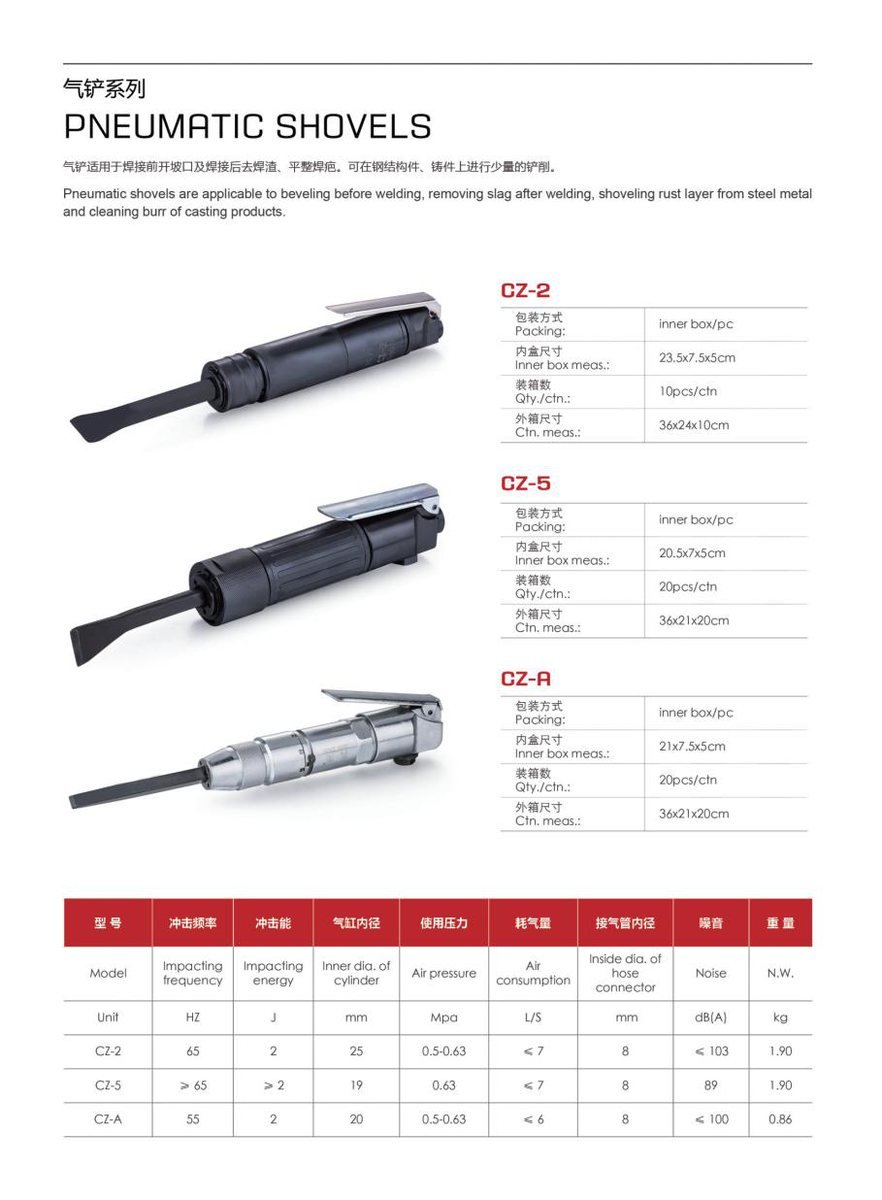 气铲系列
PNEUMATIC SHOVELS
气铲适用于焊接前开坡口及焊接后去焊渣、平整焊疤。可在钢结构件、铸件上进行少量的铲削。
Pneumatic shovels are applicable to beveling before welding, removing slag after welding, shoveling rust layer from steel metal
and cleaning burr of casting products.
CZ-2
包装方式
Packing: inner box/pc
内盒尺寸
Inner box meas.: 23.5x7.5x5cm
装箱数
Qty./ctn.: 10pcs/ctn
外箱尺寸
Ctn. meas.: 36x24x10cm
CZ-5
包装方式
Packing: inner box/pc
内盒尺寸
Inner box meas.: 20.5x7x5cm
装箱数
Qty./ctn.: 20pcs/ctn
外箱尺寸
Ctn. meas.: 36x21x20cm
CZ-A
包装方式
Packing: inner box/pc
内盒尺寸
Inner box meas.: 21x7.5x5cm
装箱数
Qty./ctn.: 20pcs/ctn
外箱尺寸
Ctn. meas.: 36x21x20cm
型号 冲击频率 冲击能 气缸内径 使用压力 耗气量 接气管内径 噪音 重量
Model Impacting frequency Impacting energy Inner dia. of cylinder Air pressure Air consumption Inside dia. of hose connector Noise N.W.
Unit HZ J mm Mpa L/S mm dB(A) kg
CZ-2 65 2 25 0.5-0.63 ⩽ 7 8 ⩽ 103 1.90
CZ-5 ⩾ 65 ⩾ 2 19 0.63 ⩽ 7 8 89 1.90
CZ-A 55 2 20 0.5-0.63 ⩽ 6 8 ⩽ 100 0.86